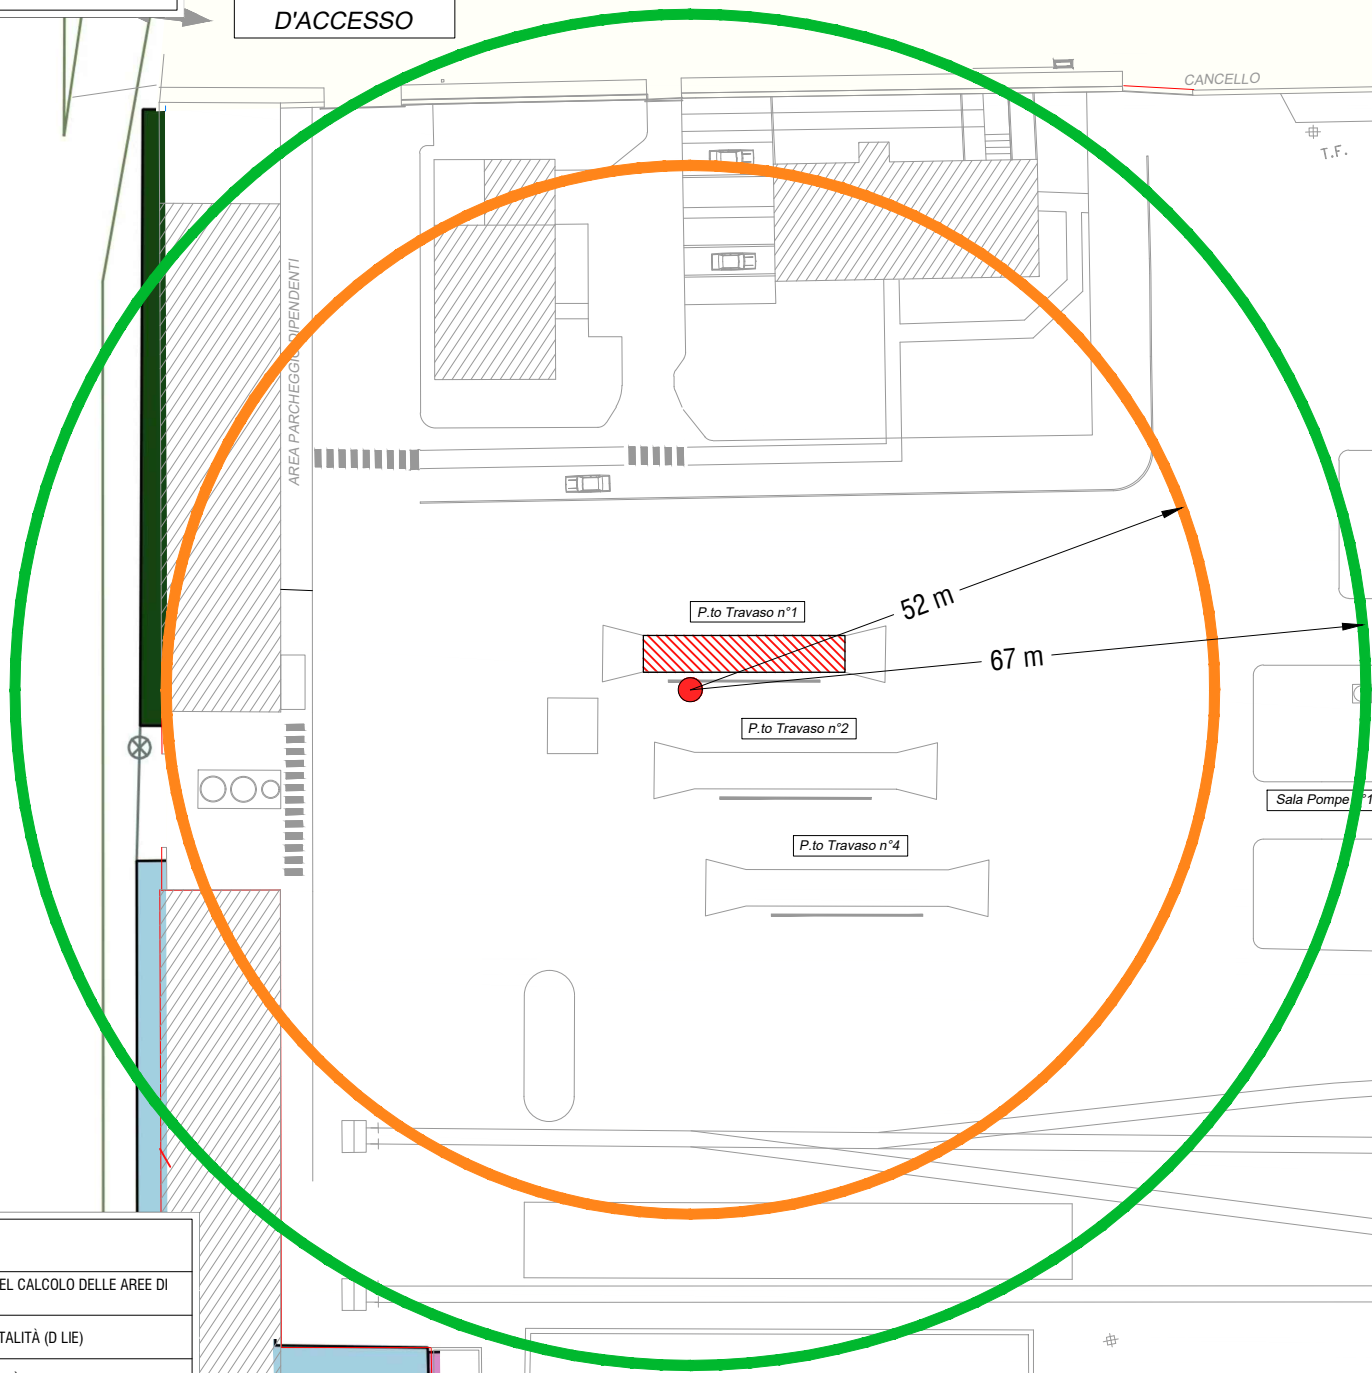 D'ACCESSO
CANCELLO
T.F.
AREA PARCHEGGIO DIPENDENTI
52 m
P.to Travaso n°1
67 m
P.to Travaso n°2
Sala Pompe n°1
P.to Travaso n°4
EL CALCOLO DELLE AREE DI
TALITÀ (D LIE)